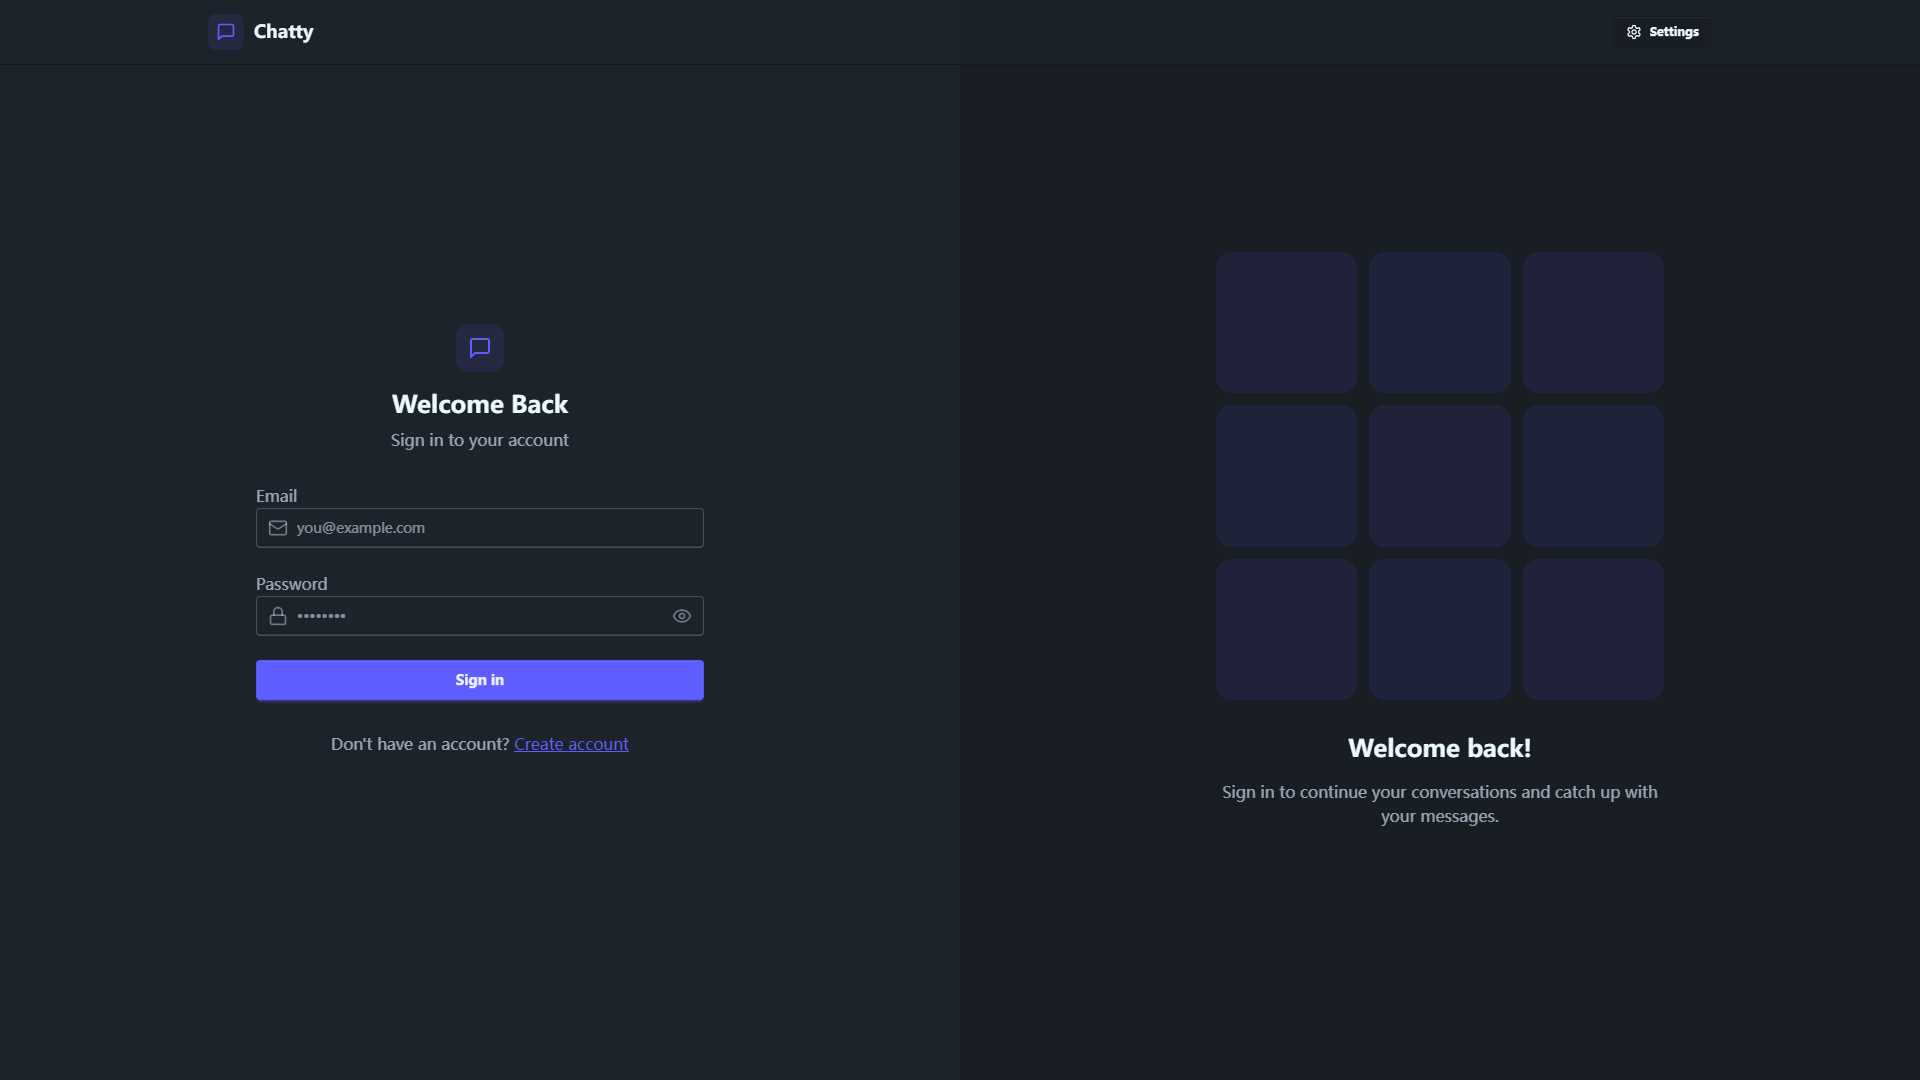 Chatty
Settings
Welcome Back
Sign in to your account
Email
you@example.com
Password
••••••••
Sign in
Don't have an account? Create account
Welcome back!
Sign in to continue your conversations and catch up with
your messages.